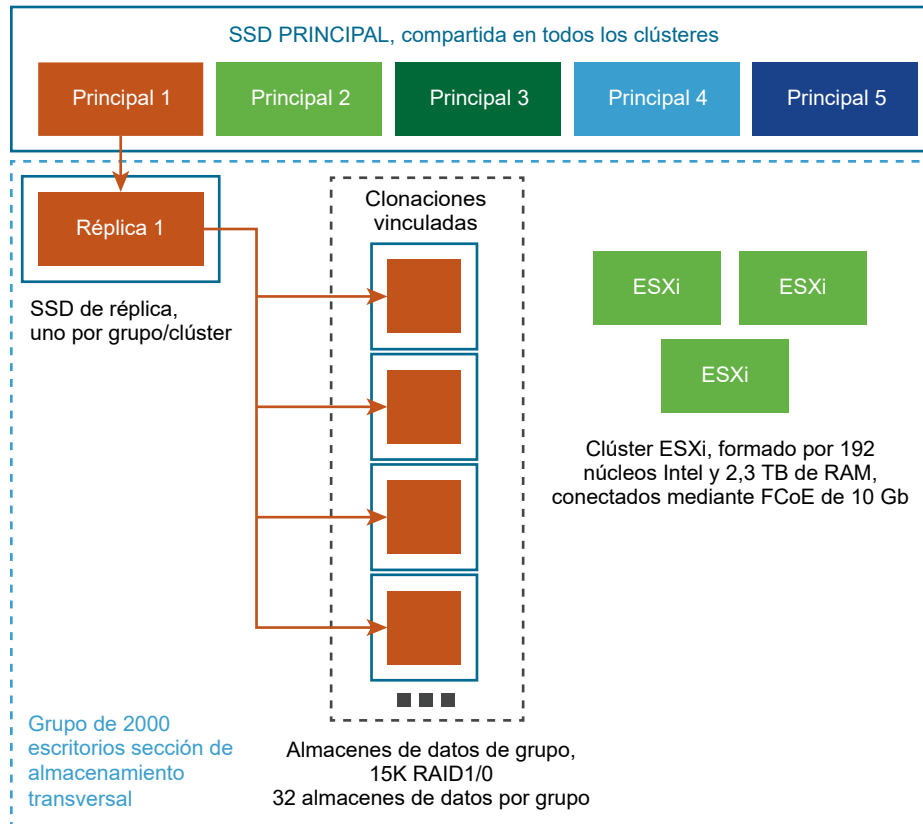 SSD PRINCIPAL, compartida en todos los clústeres
Principal 1
Principal 2
Principal 3
Principal 4
Principal 5
Réplica 1
SSD de réplica,
uno por grupo/clúster
Clonaciones
vinculadas
ESXi
ESXi
ESXi
Clúster ESXi, formado por 192
núcleos Intel y 2,3 TB de RAM,
conectados mediante FCoE de 10 Gb
Grupo de 2000
escritorios sección de
almacenamiento
transversal
Almacenes de datos de grupo,
15K RAID1/0
32 almacenes de datos por grupo